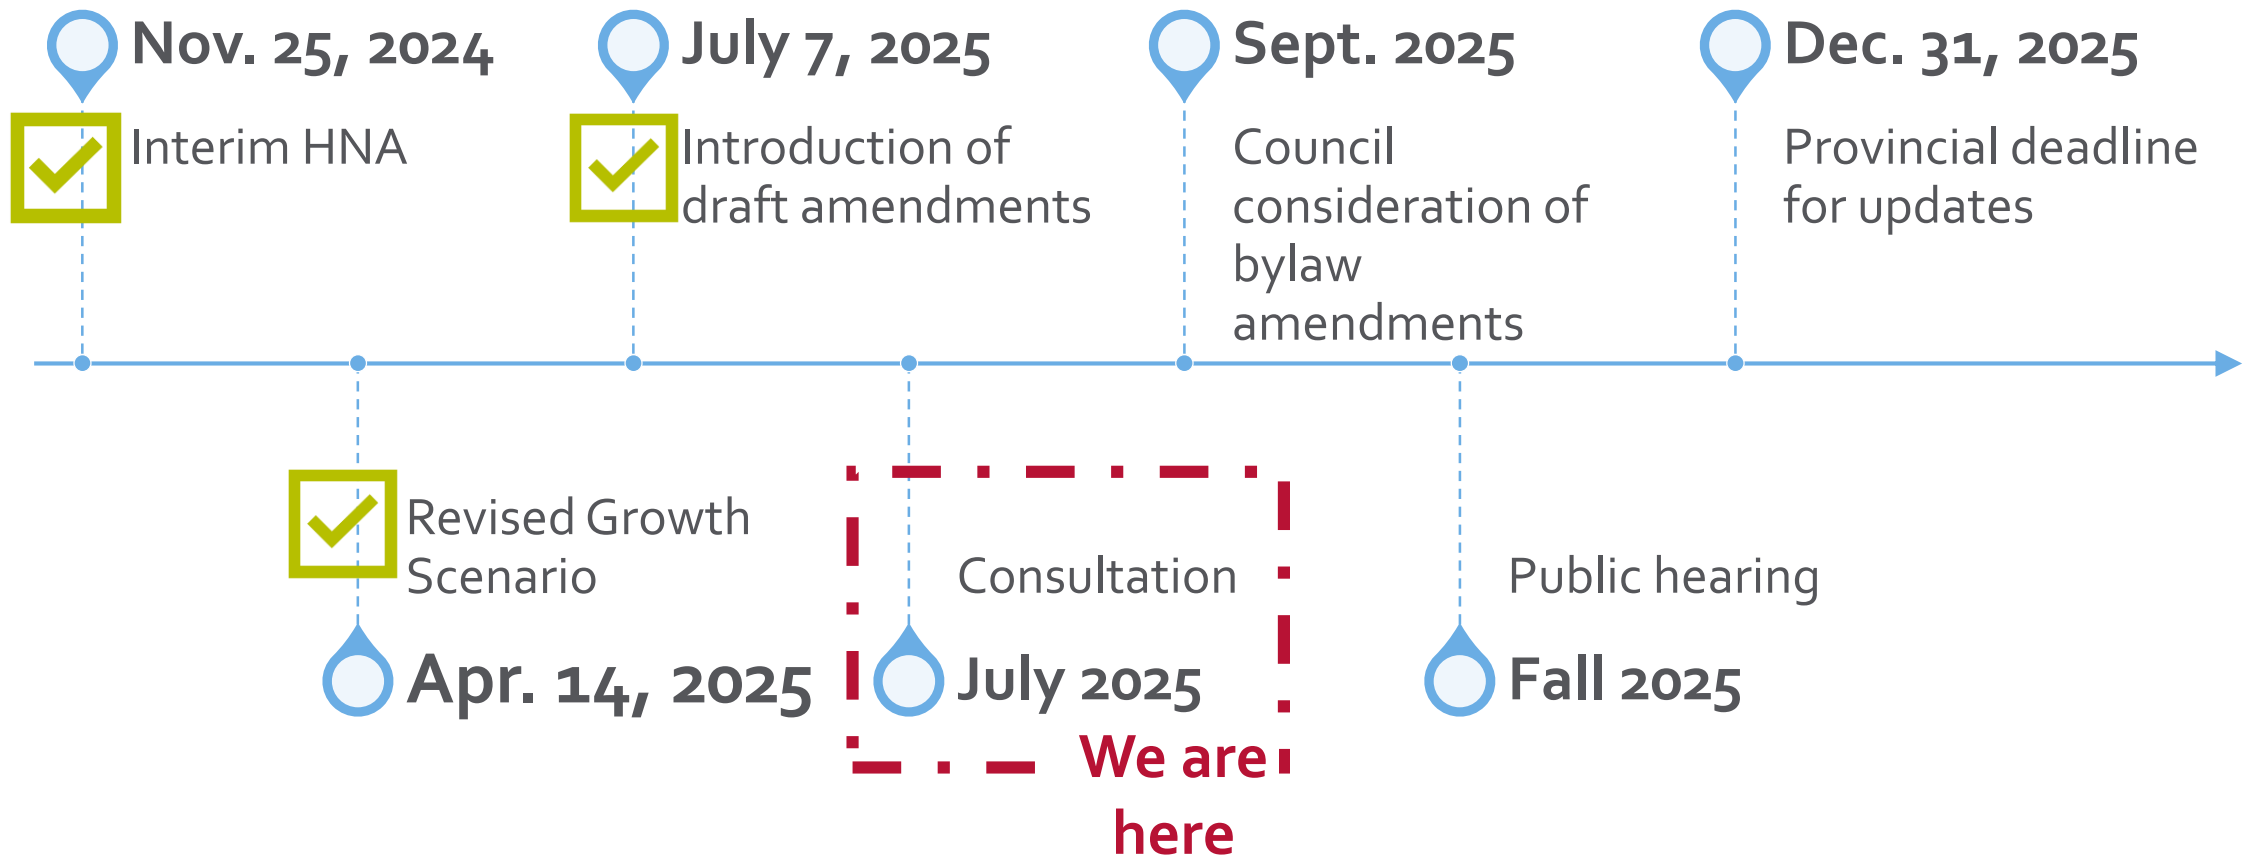 Nov. 25, 2024
Interim HNA
July 7, 2025
Introduction of
draft amendments
Sept. 2025
Council
consideration of
bylaw
amendments
Dec. 31, 2025
Provincial deadline
for updates
Revised Growth
Scenario
Apr. 14, 2025
Consultation
July 2025
We are
here
Public hearing
Fall 2025